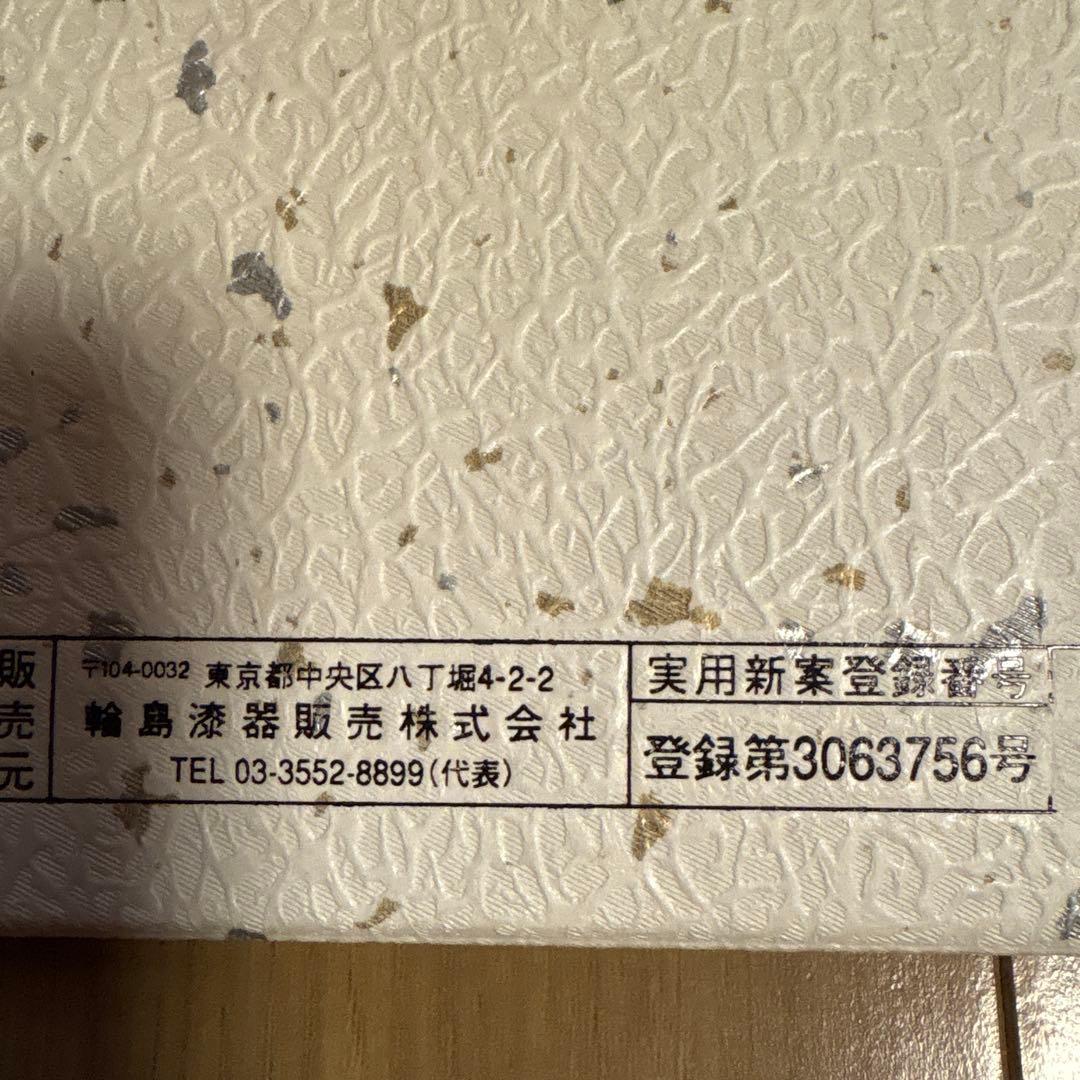 販売元
〒104-0032 東京都中央区八丁堀4-2-2
輪島漆器販売株式会社
TEL 03-3552-8899(代表)
実用新案登録番号
登録第3063756号